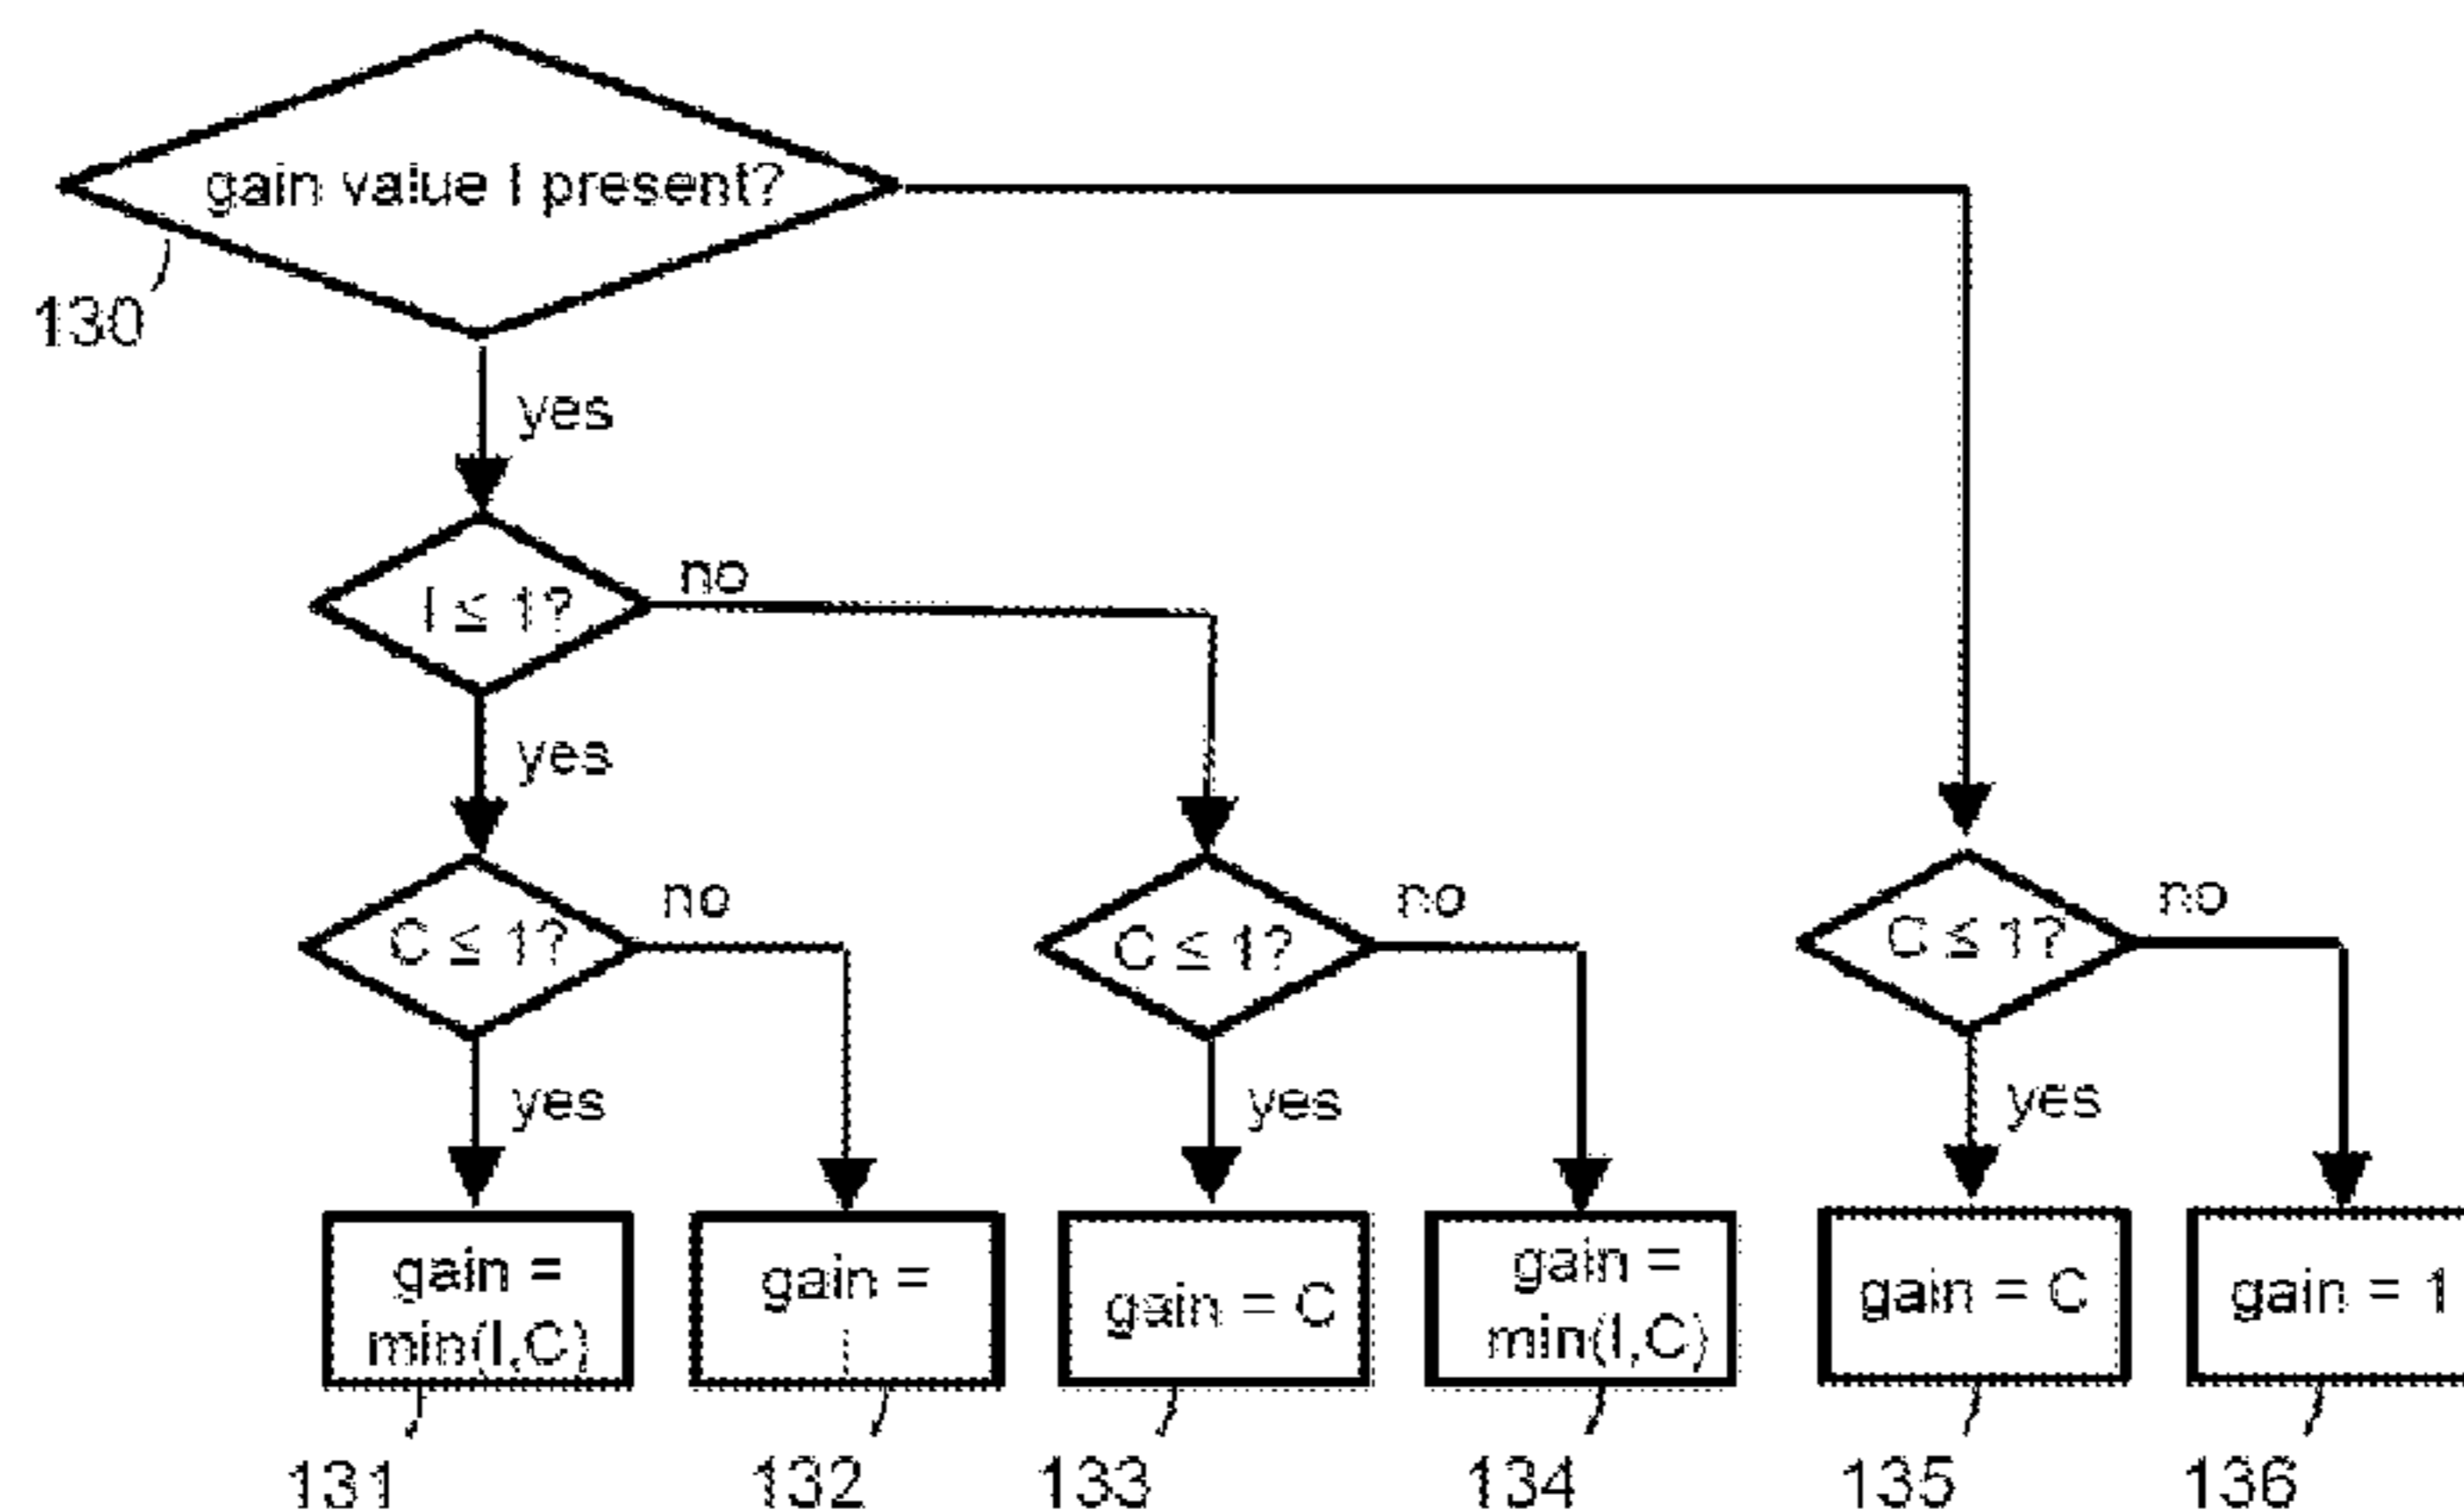 gain value I present?
130
yes
I ≤ 1?
no
yes
C ≤ 1?
no
C ≤ 1?
no
C ≤ 1?
no
yes
yes
yes
gain =
min(I,C)
gain =
I
gain = C
gain =
min(I,C)
gain = C
gain = 1
131
132
133
134
135
136